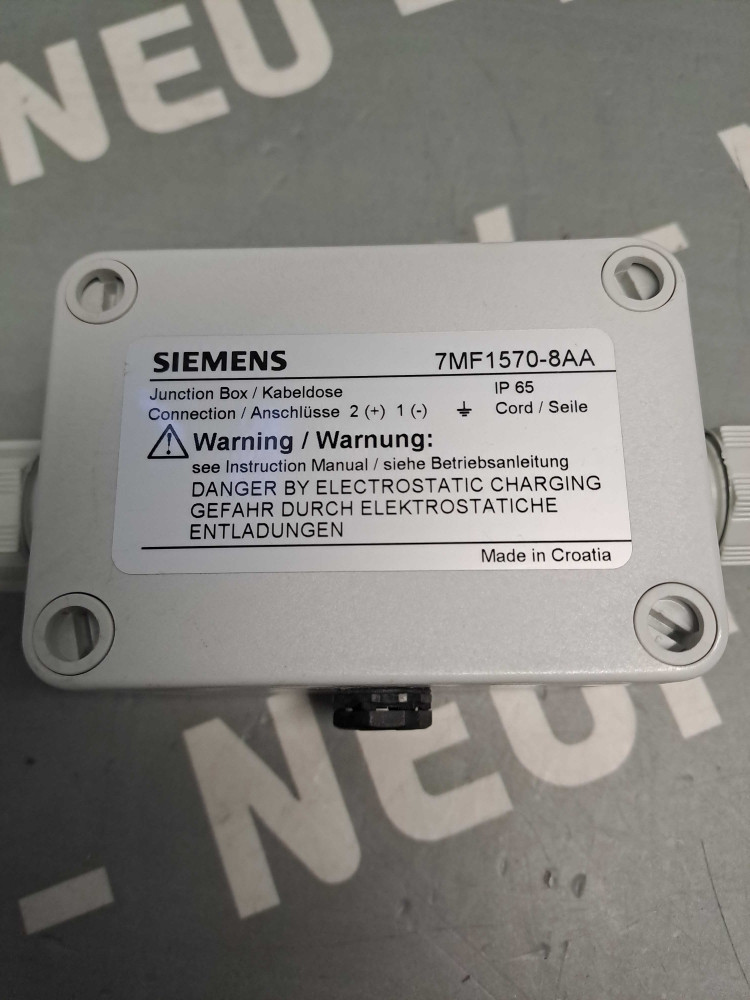 NEU
NEU
SIEMENS 7MF1570-8AA
Junction Box / Kabeldose IP 65
Connection / Anschlüsse 2 (+) 1 (-) ⏚ Cord / Seile
Warning / Warnung:
see Instruction Manual / siehe Betriebsanleitung
DANGER BY ELECTROSTATIC CHARGING
GEFAHR DURCH ELEKTROSTATICHE
ENTLADUNGEN
Made in Croatia
- NEUF